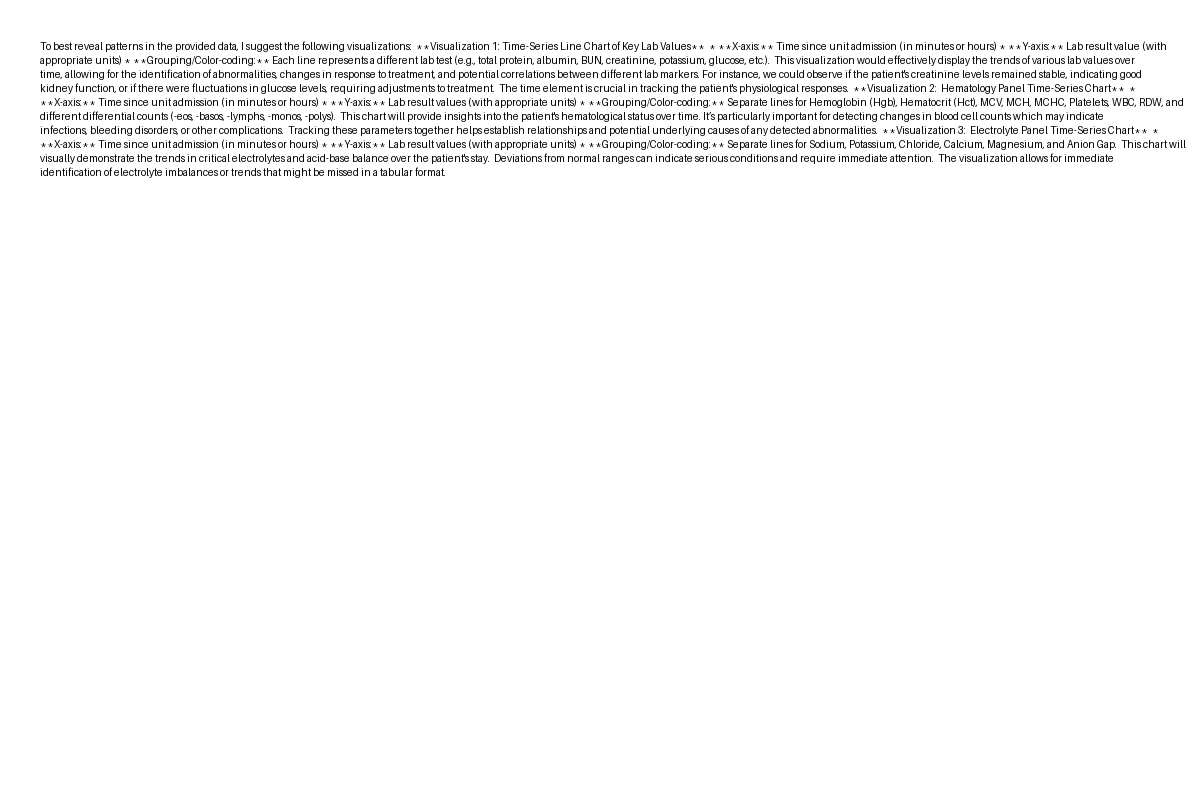 To best reveal patterns in the provided data, I suggest the following visualizations:  **Visualization 1: Time-Series Line Chart of Key Lab Values**  * **X-axis:** Time since unit admission (in minutes or hours) * **Y-axis:** Lab result value (with
appropriate units) * **Grouping/Color-coding:** Each line represents a different lab test (e.g., total protein, albumin, BUN, creatinine, potassium, glucose, etc.).  This visualization would effectively display the trends of various lab values over
time, allowing for the identification of abnormalities, changes in response to treatment, and potential correlations between different lab markers. For instance, we could observe if the patient's creatinine levels remained stable, indicating good
kidney function, or if there were fluctuations in glucose levels, requiring adjustments to treatment.  The time element is crucial in tracking the patient's physiological responses.  **Visualization 2:  Hematology Panel Time-Series Chart**  *
**X-axis:** Time since unit admission (in minutes or hours) * **Y-axis:** Lab result values (with appropriate units) * **Grouping/Color-coding:** Separate lines for Hemoglobin (Hgb), Hematocrit (Hct), MCV, MCH, MCHC, Platelets, WBC, RDW, and
different differential counts (-eos, -basos, -lymphs, -monos, -polys).  This chart will provide insights into the patient's hematological status over time. It's particularly important for detecting changes in blood cell counts which may indicate
infections, bleeding disorders, or other complications.  Tracking these parameters together helps establish relationships and potential underlying causes of any detected abnormalities.  **Visualization 3:  Electrolyte Panel Time-Series Chart**  *
**X-axis:** Time since unit admission (in minutes or hours) * **Y-axis:** Lab result values (with appropriate units) * **Grouping/Color-coding:** Separate lines for Sodium, Potassium, Chloride, Calcium, Magnesium, and Anion Gap.  This chart will
visually demonstrate the trends in critical electrolytes and acid-base balance over the patient's stay.  Deviations from normal ranges can indicate serious conditions and require immediate attention.  The visualization allows for immediate
identification of electrolyte imbalances or trends that might be missed in a tabular format.